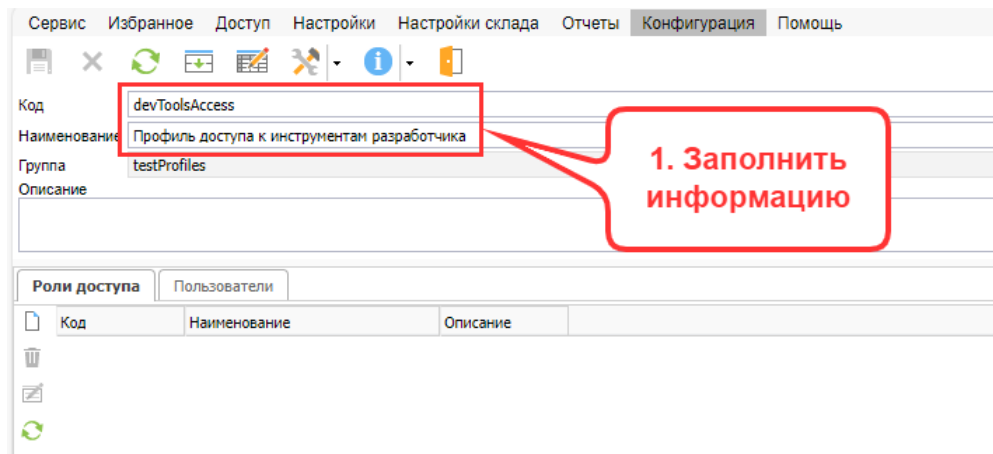 Сервис Избранное Доступ Настройки Настройки склада Отчеты Конфигурация Помощь
Код devToolsAccess
Наименование Профиль доступа к инструментам разработчика
Группа testProfiles
Описание
1. Заполнить
информацию
Роли доступа Пользователи
Код Наименование Описание